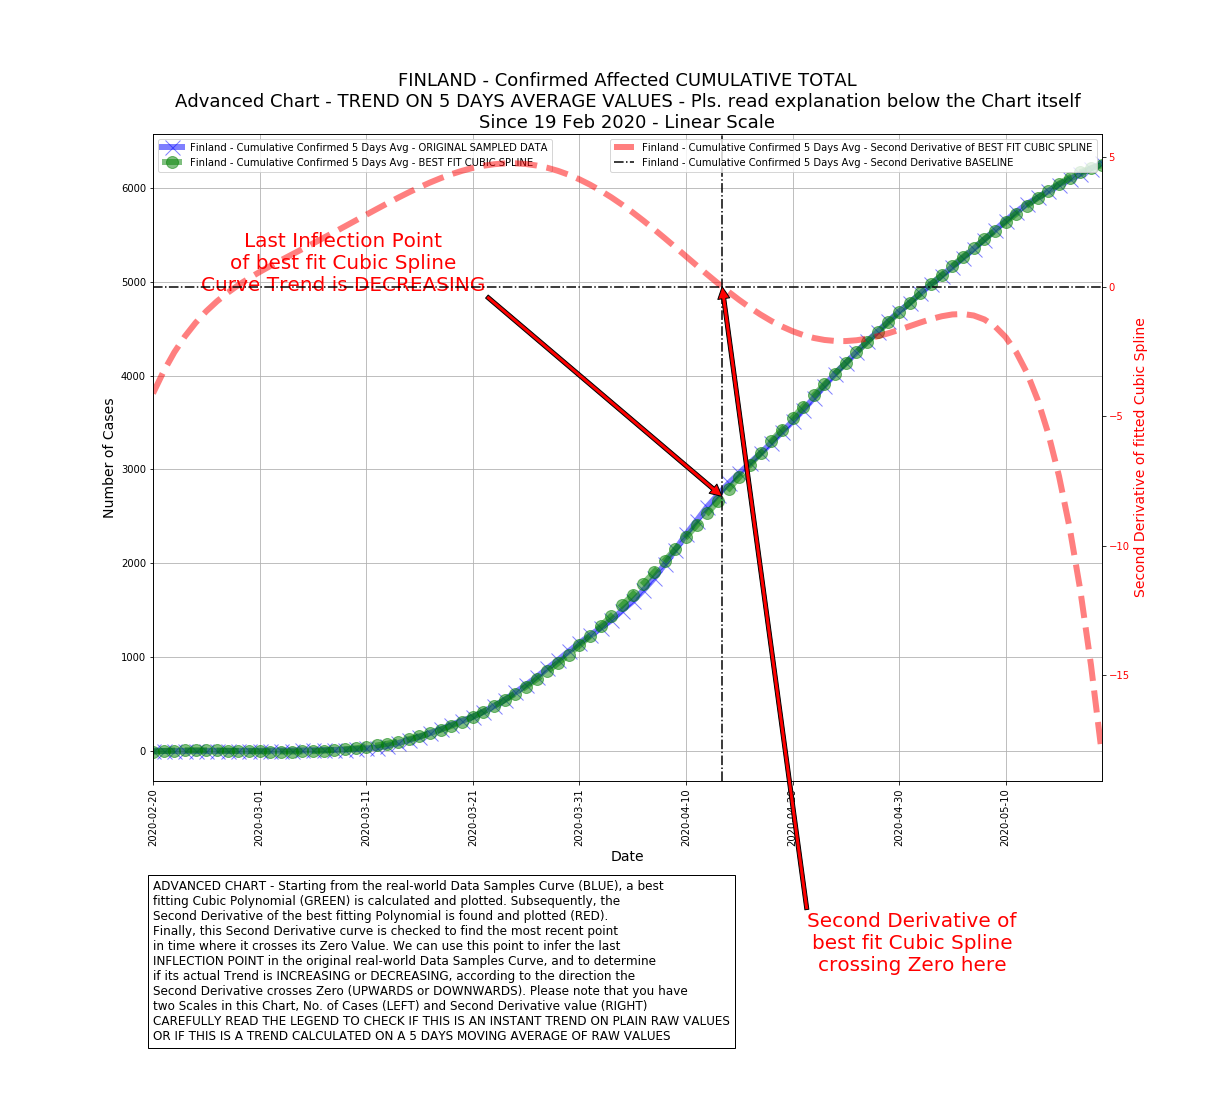 FINLAND - Confirmed Affected CUMULATIVE TOTAL
Advanced Chart - TREND ON 5 DAYS AVERAGE VALUES - Pls. read explanation below the Chart itself
Since 19 Feb 2020 - Linear Scale
Finland - Cumulative Confirmed 5 Days Avg - ORIGINAL SAMPLED DATA
Finland - Cumulative Confirmed 5 Days Avg - BEST FIT CUBIC SPLINE
Finland - Cumulative Confirmed 5 Days Avg - Second Derivative of BEST FIT CUBIC SPLINE
Finland - Cumulative Confirmed 5 Days Avg - Second Derivative BASELINE
Last Inflection Point
of best fit Cubic Spline
Curve Trend is DECREASING
Number of Cases
6000
5000
4000
3000
2000
1000
0
5
0
−5
−10
−15
Second Derivative of fitted Cubic Spline
2020-02-20
2020-03-01
2020-03-11
2020-03-21
2020-03-31
2020-04-10
2020-04-20
2020-04-30
2020-05-10
Date
Second Derivative of
best fit Cubic Spline
crossing Zero here
ADVANCED CHART - Starting from the real-world Data Samples Curve (BLUE), a best
fitting Cubic Polynomial (GREEN) is calculated and plotted. Subsequently, the
Second Derivative of the best fitting Polynomial is found and plotted (RED).
Finally, this Second Derivative curve is checked to find the most recent point
in time where it crosses its Zero Value. We can use this point to infer the last
INFLECTION POINT in the original real-world Data Samples Curve, and to determine
if its actual Trend is INCREASING or DECREASING, according to the direction the
Second Derivative crosses Zero (UPWARDS or DOWNWARDS). Please note that you have
two Scales in this Chart, No. of Cases (LEFT) and Second Derivative value (RIGHT)
CAREFULLY READ THE LEGEND TO CHECK IF THIS IS AN INSTANT TREND ON PLAIN RAW VALUES
OR IF THIS IS A TREND CALCULATED ON A 5 DAYS MOVING AVERAGE OF RAW VALUES